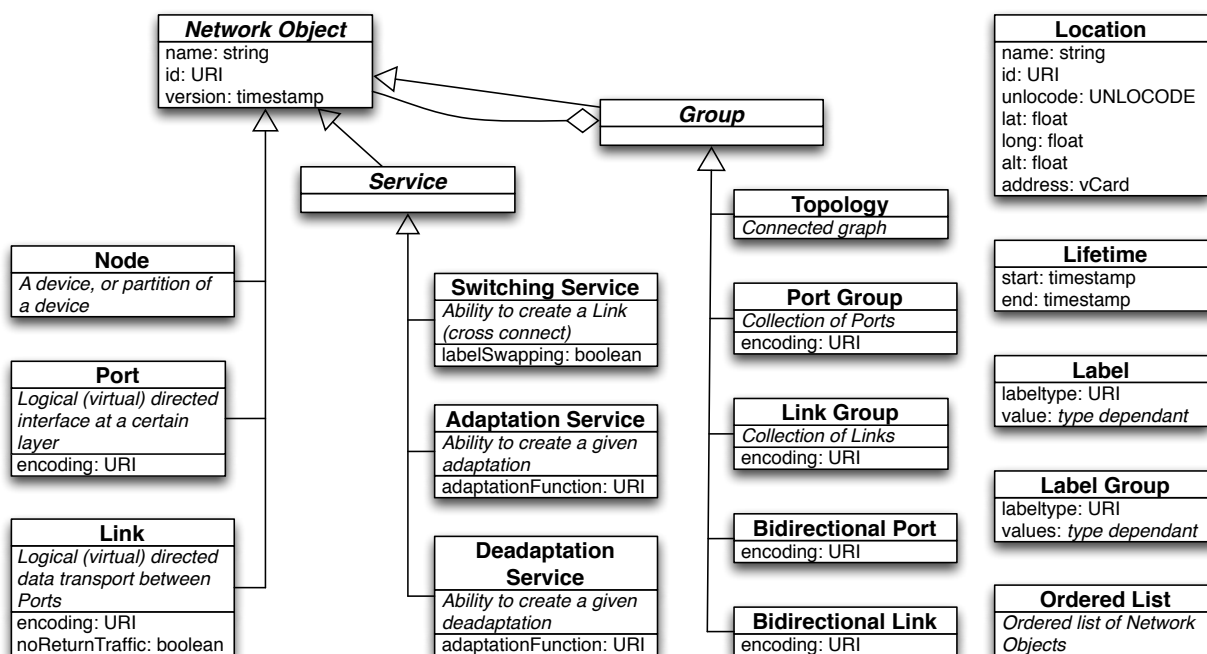 Network Object
name: string
id: URI
version: timestamp
Group
Service
Node
A device, or partition of
a device
Port
Logical (virtual) directed
interface at a certain
layer
encoding: URI
Link
Logical (virtual) directed
data transport between
Ports
encoding: URI
noReturnTraffic: boolean
Switching Service
Ability to create a Link
(cross connect)
labelSwapping: boolean
Adaptation Service
Ability to create a given
adaptation
adaptationFunction: URI
Deadaptation
Service
Ability to create a given
deadaptation
adaptationFunction: URI
Topology
Connected graph
Port Group
Collection of Ports
encoding: URI
Link Group
Collection of Links
encoding: URI
Bidirectional Port
encoding: URI
Bidirectional Link
encoding: URI
Location
name: string
id: URI
unlocode: UNLOCODE
lat: float
long: float
alt: float
address: vCard
Lifetime
start: timestamp
end: timestamp
Label
labeltype: URI
value: type dependant
Label Group
labeltype: URI
values: type dependant
Ordered List
Ordered list of Network
Objects